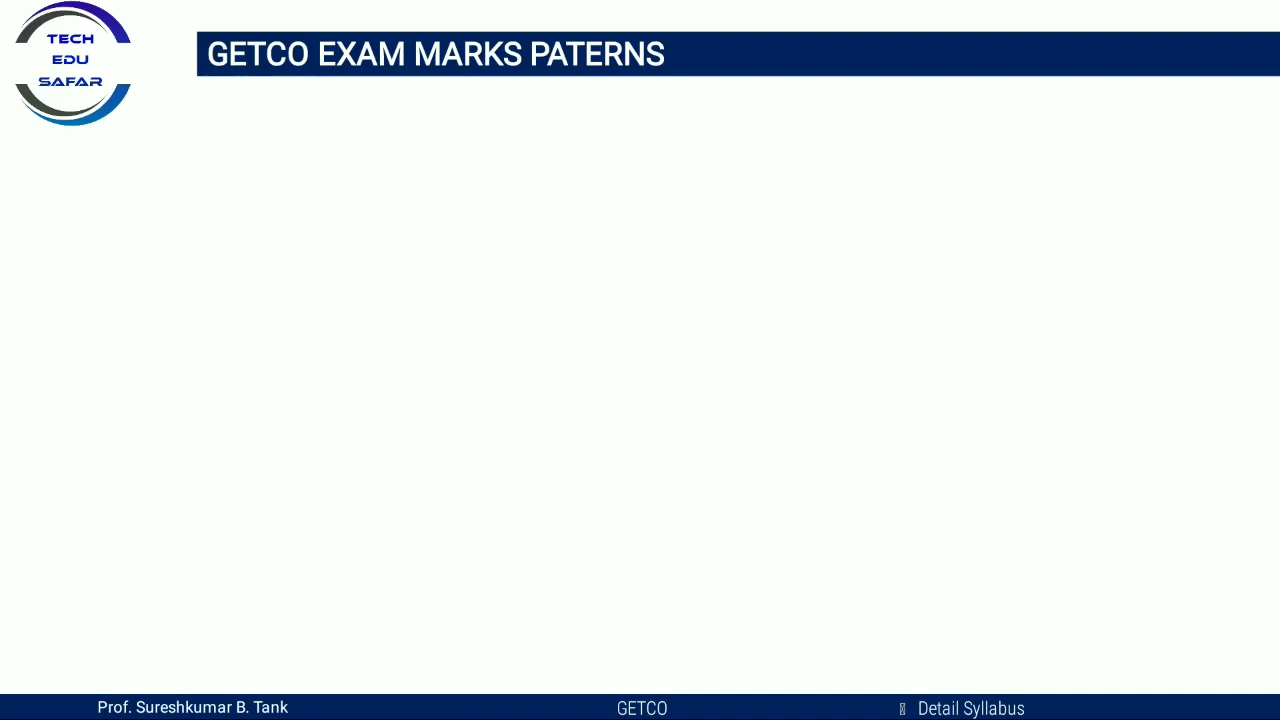 TECH
EDU
SAFAR
GETCO EXAM MARKS PATERNS
Prof. Sureshkumar B. Tank
GETCO
Detail Syllabus